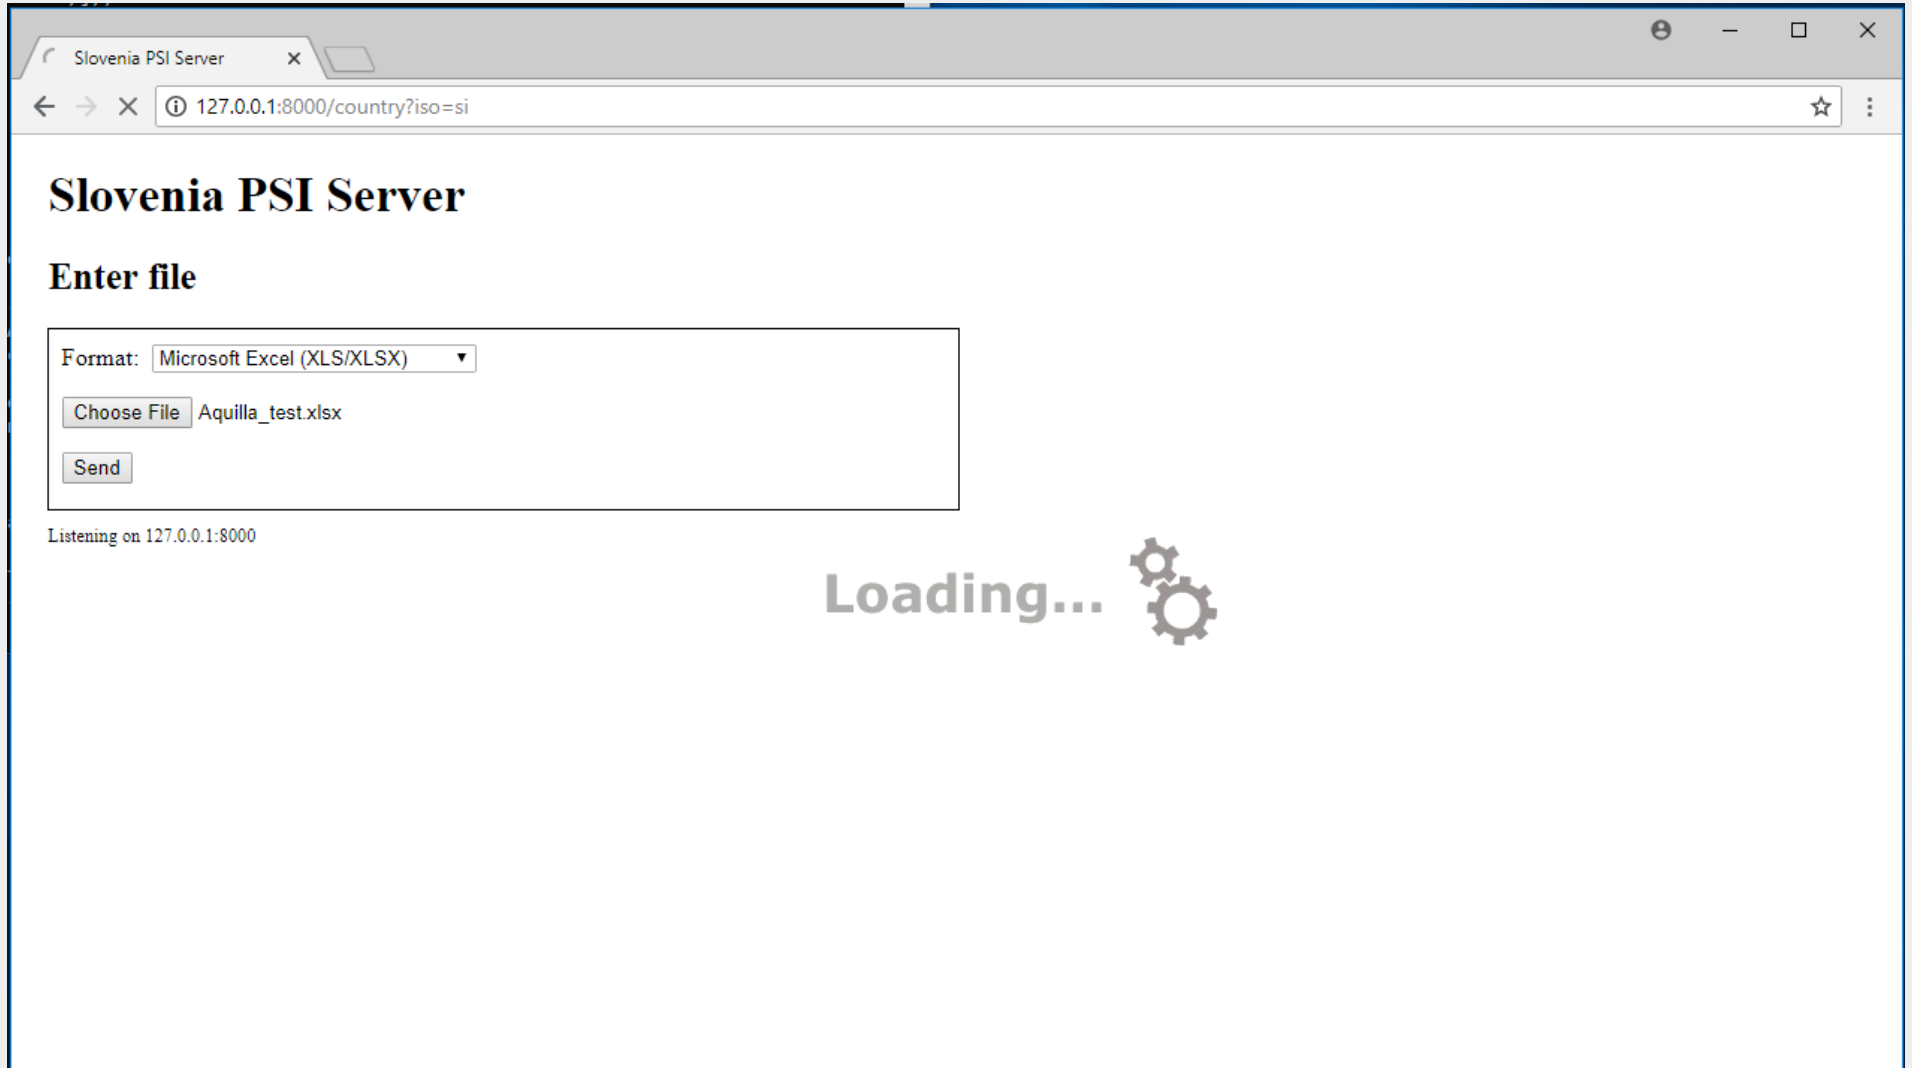 Slovenia PSI Server
127.0.0.1:8000/country?iso=si
Slovenia PSI Server
Enter file
Format: Microsoft Excel (XLS/XLSX)
Choose File Aquilla_test.xlsx
Send
Listening on 127.0.0.1:8000
Loading...